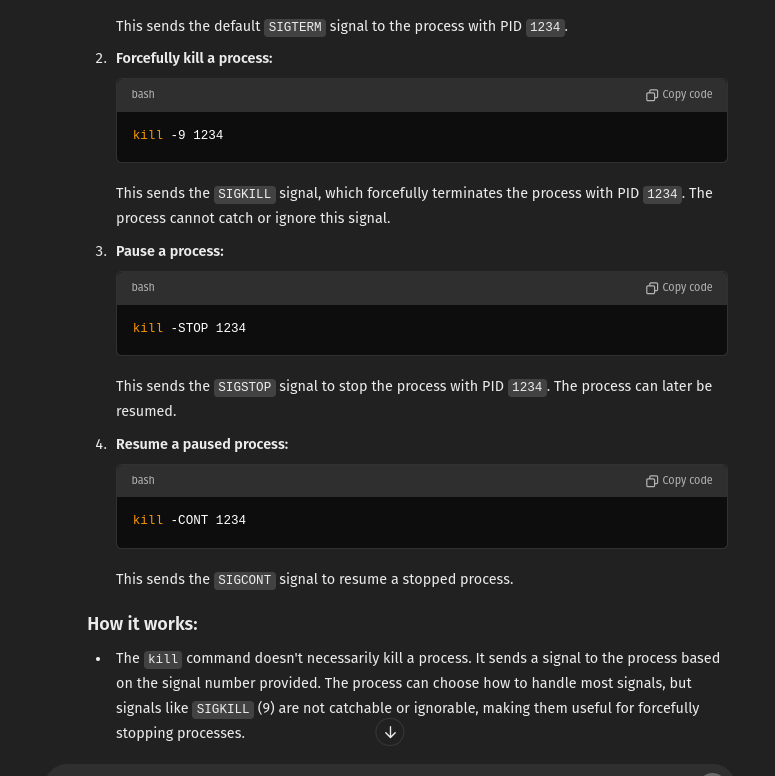 This sends the default SIGTERM signal to the process with PID 1234.
2. Forcefully kill a process:
bash
Copy code
kill -9 1234
This sends the SIGKILL signal, which forcefully terminates the process with PID 1234. The
process cannot catch or ignore this signal.
3. Pause a process:
bash
Copy code
kill -STOP 1234
This sends the SIGSTOP signal to stop the process with PID 1234. The process can later be
resumed.
4. Resume a paused process:
bash
Copy code
kill -CONT 1234
This sends the SIGCONT signal to resume a stopped process.
How it works:
• The kill command doesn't necessarily kill a process. It sends a signal to the process based
on the signal number provided. The process can choose how to handle most signals, but
signals like SIGKILL (9) are not catchable or ignorable, making them useful for forcefully
stopping processes.